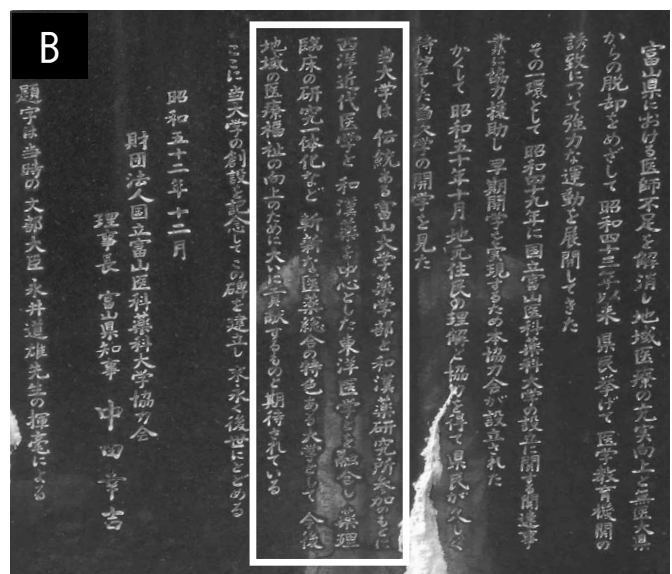 B
富山県における医師不足を解消し地域医療の充実向上と無医大県
からの脱却をめざして 昭和四十三年以来 県民挙げて 医学教育機関の
誘致について強力な運動を展開してきた
その一環として 昭和四十九年に 国立富山医科薬科大学の設立に関する関連事
業に協力援助し 早期開学を実現するため本協力会が設立された
かくして 昭和五十年十月 地元住民の理解と協力を得て 県民が久しく
待望した当大学の開学を見た
当大学は 伝統ある富山大学薬学部と和漢薬研究所参加のもとに
西洋近代医学と 和漢薬を中心とした東洋医学とを融合し 薬理
臨床の研究一体化など 斬新な医薬総合の特色ある大学として 今後
地域の医療福祉の向上のために大いに貢献するものと期待されている
ここに当大学の創設を記念して この碑を建立し 永く後世にとどめる
昭和五十二年十二月
財団法人国立富山医科薬科大学協力会
理事長 富山県知事 中田幸吉
題字は当時の文部大臣 永井道雄先生の揮毫による